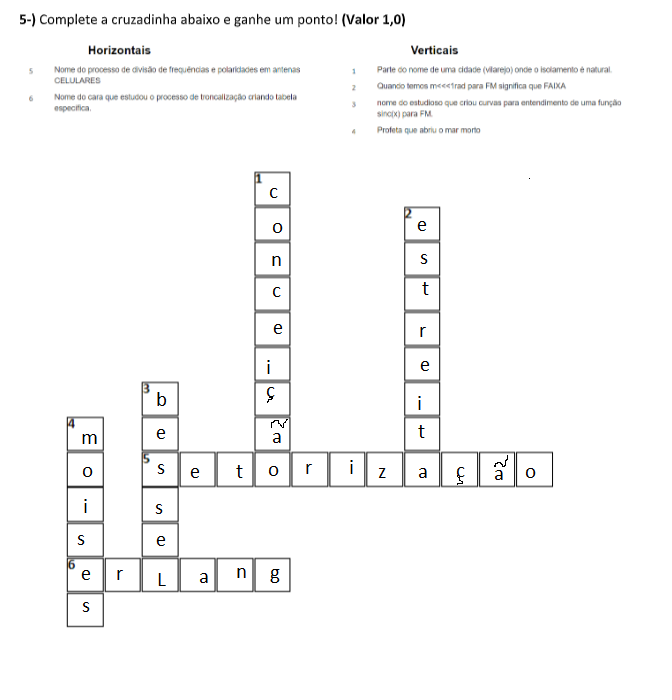 5-) Complete a cruzadinha abaixo e ganhe um ponto! (Valor 1,0)
Horizontais
5 Nome do processo de divisão de frequências e polaridades em antenas
CELULARES
6 Nome do cara que estudou o processo de troncalização criando tabela
específica.
Verticais
1 Parte do nome de uma cidade (vilarejo) onde o isolamento é natural.
2 Quando temos m<<<1rad para FM significa que FAIXA
3 nome do estudioso que criou curvas para entendimento de uma função
sinc(x) para FM.
4 Profeta que abriu o mar morto
1 c
2 e
o
n s
c t
e r
i e
3 b ç i
4 m e ã t
o 5 s e t o r i z a ç ã o
i s
s e
6 e r L a n g
s